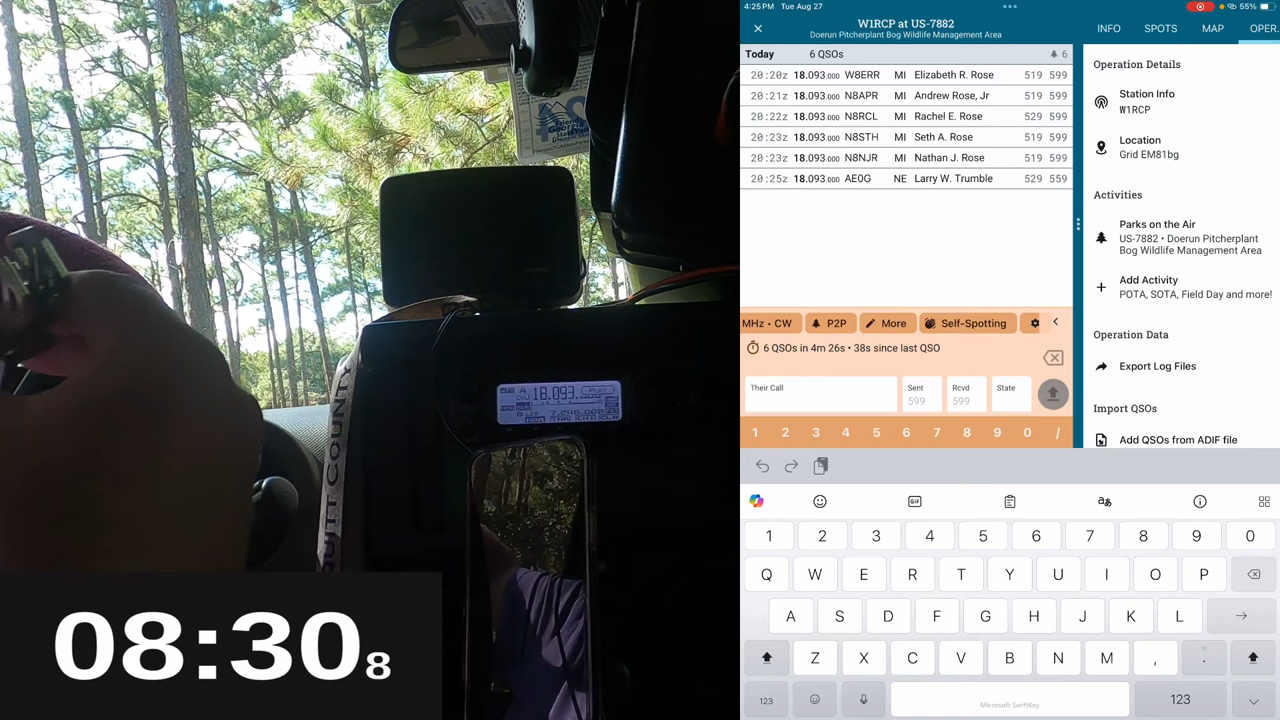 4:25 PM Tue Aug 27
55%
W1RCP at US-7882
Doerun Pitcherplant Bog Wildlife Management Area
INFO SPOTS MAP OPER.
Today 6 QSOs 6
20:20z 18.093.000 W8ERR MI Elizabeth R. Rose 519 599
20:21z 18.093.000 N8APR MI Andrew Rose, Jr 519 599
20:22z 18.093.000 N8RCL MI Rachel E. Rose 529 599
20:23z 18.093.000 N8STH MI Seth A. Rose 519 599
20:23z 18.093.000 N8NJR MI Nathan J. Rose 519 599
20:25z 18.093.000 AE0G NE Larry W. Trumble 529 559
MHz • CW P2P More Self-Spotting
6 QSOs in 4m 26s • 38s since last QSO
Their Call Sent Rcvd State
599 599
1 2 3 4 5 6 7 8 9 0 /
Operation Details
Station Info
W1RCP
Location
Grid EM81bg
Activities
Parks on the Air
US-7882 • Doerun Pitcherplant
Bog Wildlife Management Area
Add Activity
POTA, SOTA, Field Day and more!
Operation Data
Export Log Files
Import QSOs
Add QSOs from ADIF file
GIF
1 2 3 4 5 6 7 8 9 0
Q W E R T Y U I O P
A S D F G H J K L
Z X C V B N M , .
123 Microsoft SwiftKey 123
18.093.
08:30 8